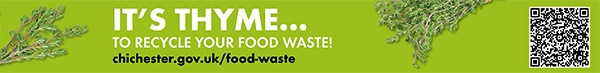 IT'S THYME...
TO RECYCLE YOUR FOOD WASTE!
chichester.gov.uk/food-waste